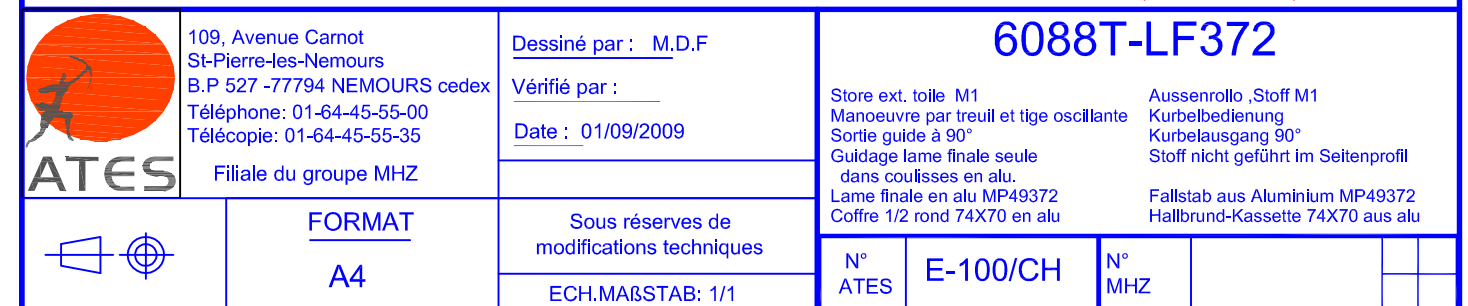 109, Avenue Carnot
St-Pierre-les-Nemours
B.P 527 -77794 NEMOURS cedex
Téléphone: 01-64-45-55-00
Télécopie: 01-64-45-55-35
Filiale du groupe MHZ
ATES
Dessiné par : M.D.F
Vérifié par :
Date : 01/09/2009
6088T-LF372
Store ext. toile M1
Manoeuvre par treuil et tige oscillante
Sortie guide à 90°
Guidage lame finale seule
dans coulisses en alu.
Lame finale en alu MP49372
Coffre 1/2 rond 74X70 en alu
Aussenrollo ,Stoff M1
Kurbelbedienung
Kurbelausgang 90°
Stoff nicht geführt im Seitenprofil
Fallstab aus Aluminium MP49372
Hallbrund-Kassette 74X70 aus alu
FORMAT
A4
Sous réserves de
modifications techniques
ECH.MAßSTAB: 1/1
N°
ATES
E-100/CH
N°
MHZ